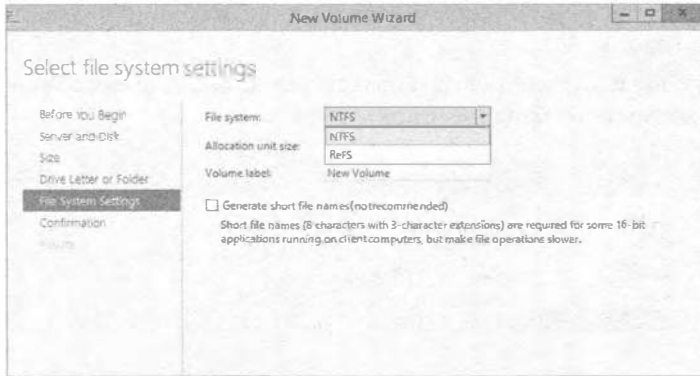 New Volume Wizard
Select file system settings
Before You Begin
Server and Disk
Size
Drive Letter or Folder
File System Settings
Confirmation
Results
File system:
NTFS
NTFS
ReFS
Allocation unit size:
Volume label:
New Volume
Generate short file names (not recommended)
Short file names (8 characters with 3-character extensions) are required for some 16-bit
applications running on client computers, but make file operations slower.